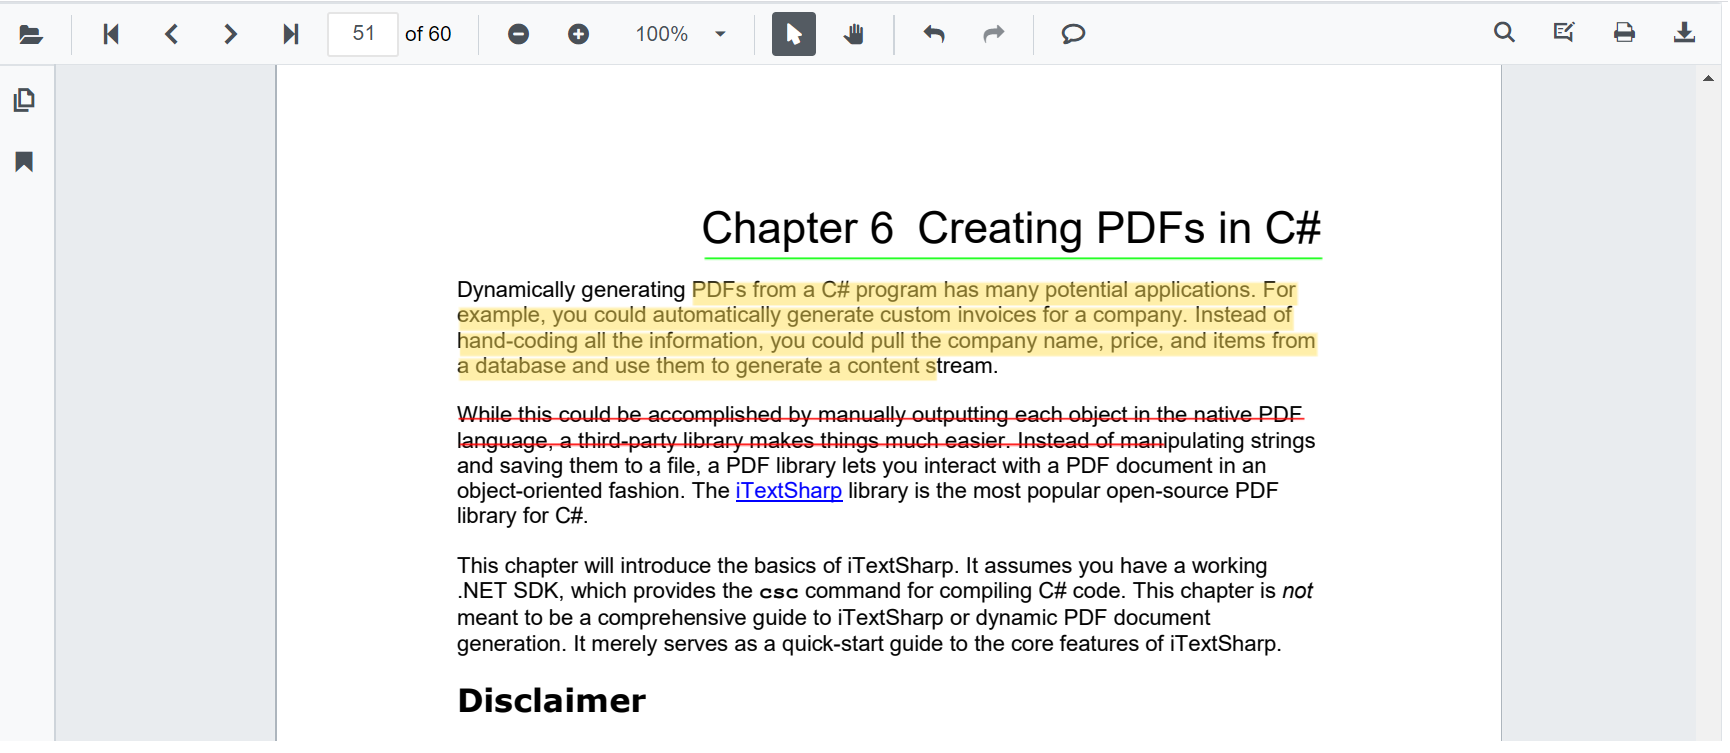 51 of 60 100%
Chapter 6 Creating PDFs in C#
Dynamically generating PDFs from a C# program has many potential applications. For
example, you could automatically generate custom invoices for a company. Instead of
hand-coding all the information, you could pull the company name, price, and items from
a database and use them to generate a content stream.
While this could be accomplished by manually outputting each object in the native PDF
language, a third-party library makes things much easier. Instead of manipulating strings
and saving them to a file, a PDF library lets you interact with a PDF document in an
object-oriented fashion. The iTextSharp library is the most popular open-source PDF
library for C#.
This chapter will introduce the basics of iTextSharp. It assumes you have a working
.NET SDK, which provides the csc command for compiling C# code. This chapter is not
meant to be a comprehensive guide to iTextSharp or dynamic PDF document
generation. It merely serves as a quick-start guide to the core features of iTextSharp.
Disclaimer